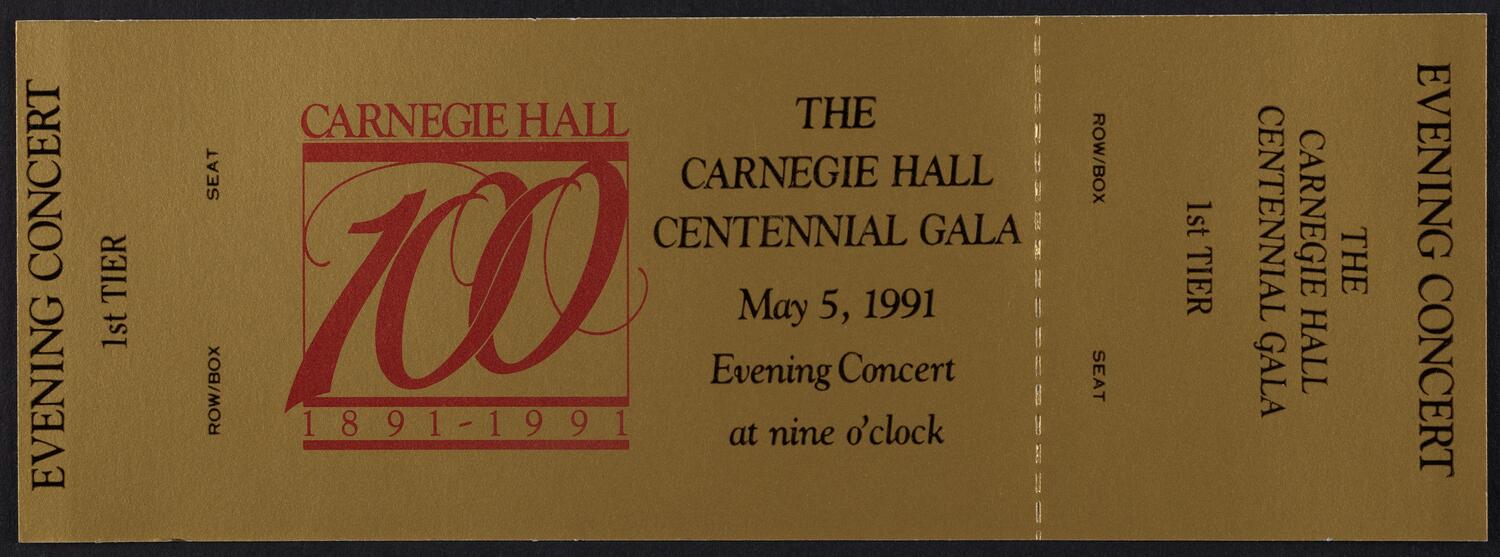 EVENING CONCERT
1st TIER
ROW/BOX SEAT
CARNEGIE HALL
100
1891-1991
THE
CARNEGIE HALL
CENTENNIAL GALA
May 5, 1991
Evening Concert
at nine o'clock
EVENING CONCERT
THE
CARNEGIE HALL
CENTENNIAL GALA
1st TIER
ROW/BOX SEAT